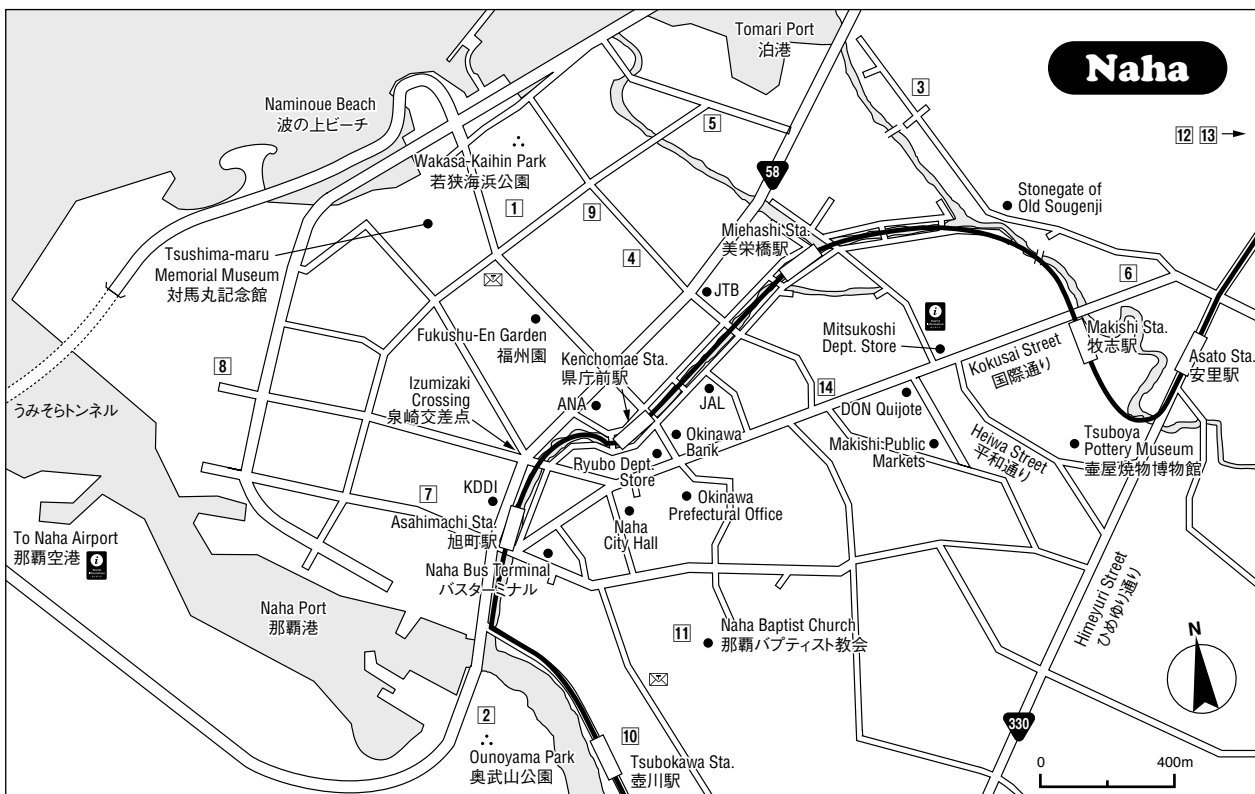 Naha
Tomari Port
泊港
3
12 13
Naminoue Beach
波の上ビーチ
5
Wakasa-Kaihin Park
若狭海浜公園
58
Stonegate of
Old Sougenji
1
9
Miehashi Sta.
美栄橋駅
Tsushima-maru
Memorial Museum
対馬丸記念館
4
6
JTB
Fukushu-En Garden
福州園
Mitsukoshi
Dept. Store
Makishi Sta.
牧志駅
Kokusai Street
国際通り
Asato Sta.
安里駅
Kenchomae Sta.
県庁前駅
8
Izumizaki
Crossing
泉崎交差点
14
うみそらトンネル
ANA
JAL
DON Quijote
Okinawa
Bank
Makishi Public
Markets
Heiwa Street
平和通り
Tsuboya
Pottery Museum
壷屋焼物博物館
Ryubo Dept.
Store
KDDI
7
Okinawa
Prefectural Office
Asahimachi Sta.
旭町駅
Naha
City Hall
To Naha Airport
那覇空港
Naha Bus Terminal
バスターミナル
Naha Port
那覇港
Himeyuri Street
ひめゆり通り
11
Naha Baptist Church
那覇バプティスト教会
N
2
10
330
Ounoyama Park
奥武山公園
Tsubokawa Sta.
壺川駅
0 400m